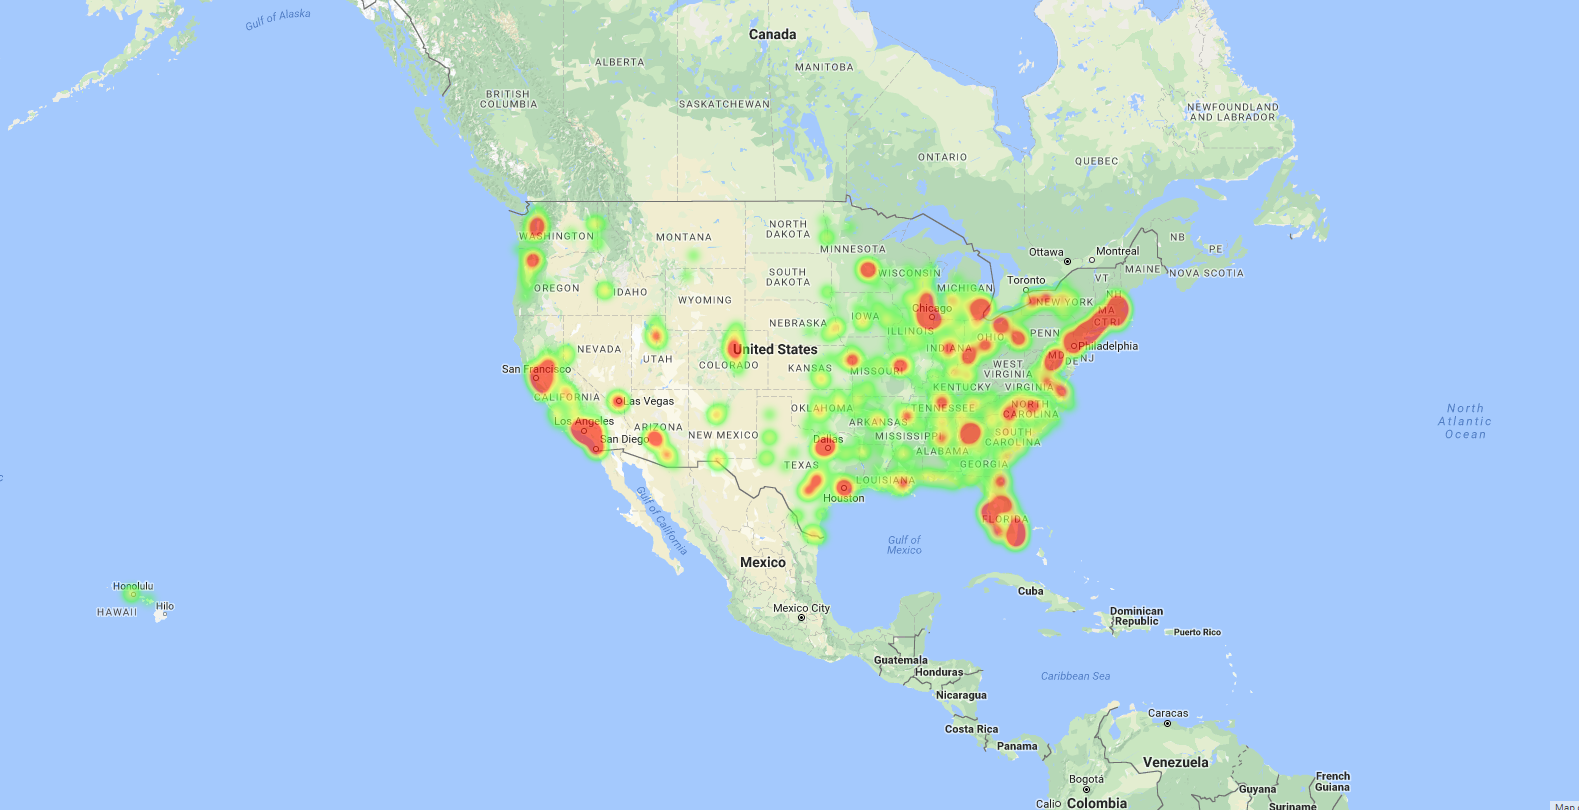 Gulf of Alaska
Canada
ALBERTA
MANITOBA
BRITISH
COLUMBIA
SASKATCHEWAN
NEWFOUNDLAND
AND LABRADOR
ONTARIO
QUEBEC
NORTH
DAKOTA
WASHINGTON
MONTANA
MINNESOTA
Ottawa
Montreal
NB
PE
MAINE
NOVA SCOTIA
SOUTH
DAKOTA
WISCONSIN
VT
Toronto
OREGON
IDAHO
WYOMING
MICHIGAN
NEW YORK
NH
MA
CT RI
Chicago
IOWA
NEBRASKA
ILLINOIS
INDIANA
OHIO
PENN
Philadelphia
NEVADA
UTAH
United States
COLORADO
KANSAS
MISSOURI
WEST
VIRGINIA
MD
DE
NJ
San Francisco
KENTUCKY
VIRGINIA
CALIFORNIA
Las Vegas
OKLAHOMA
TENNESSEE
NORTH
CAROLINA
Los Angeles
ARIZONA
NEW MEXICO
ARKANSAS
MISSISSIPPI
SOUTH
CAROLINA
San Diego
Dallas
ALABAMA
TEXAS
GEORGIA
LOUISIANA
Houston
FLORIDA
North
Atlantic
Ocean
Gulf of California
Gulf of
Mexico
Mexico
Honolulu
HAWAII
Hilo
Mexico City
Cuba
Dominican
Republic
Puerto Rico
Guatemala
Honduras
Caribbean Sea
Nicaragua
Caracas
Costa Rica
Panama
Venezuela
Bogotá
Guyana
French
Guiana
Cali
Colombia
Suriname
Map